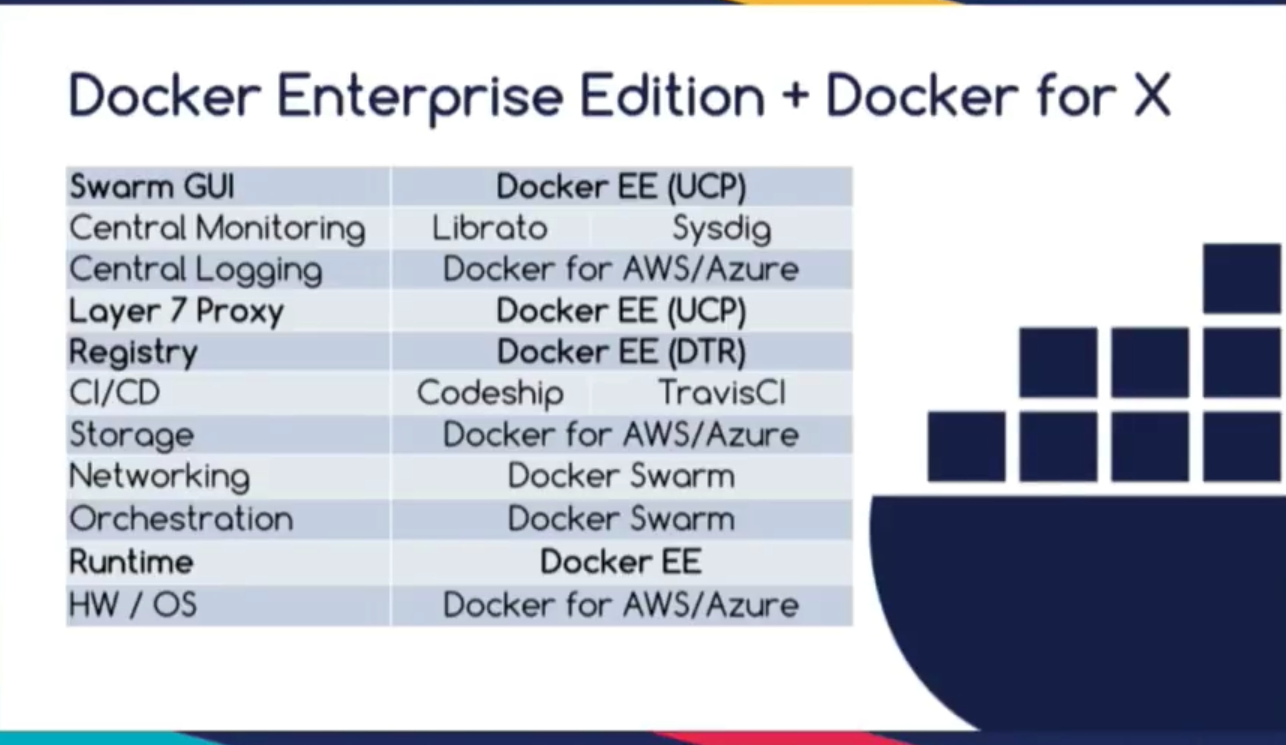 Docker Enterprise Edition + Docker for X
Swarm GUI Docker EE (UCP)
Central Monitoring Librato Sysdig
Central Logging Docker for AWS/Azure
Layer 7 Proxy Docker EE (UCP)
Registry Docker EE (DTR)
CI/CD Codeship TravisCI
Storage Docker for AWS/Azure
Networking Docker Swarm
Orchestration Docker Swarm
Runtime Docker EE
HW / OS Docker for AWS/Azure